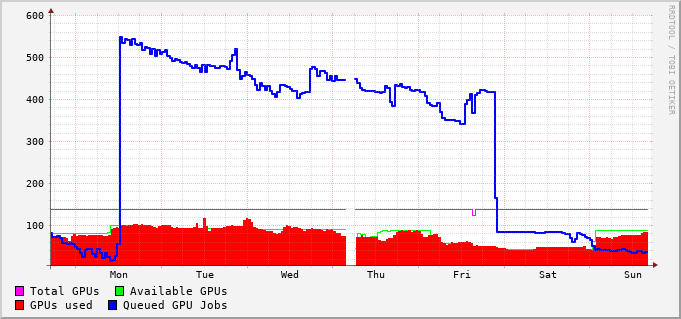 600
500
400
300
200
100
Mon Tue Wed Thu Fri Sat Sun
Total GPUs Available GPUs
GPUs used Queued GPU Jobs
RRDTOOL / TOBI OETIKER